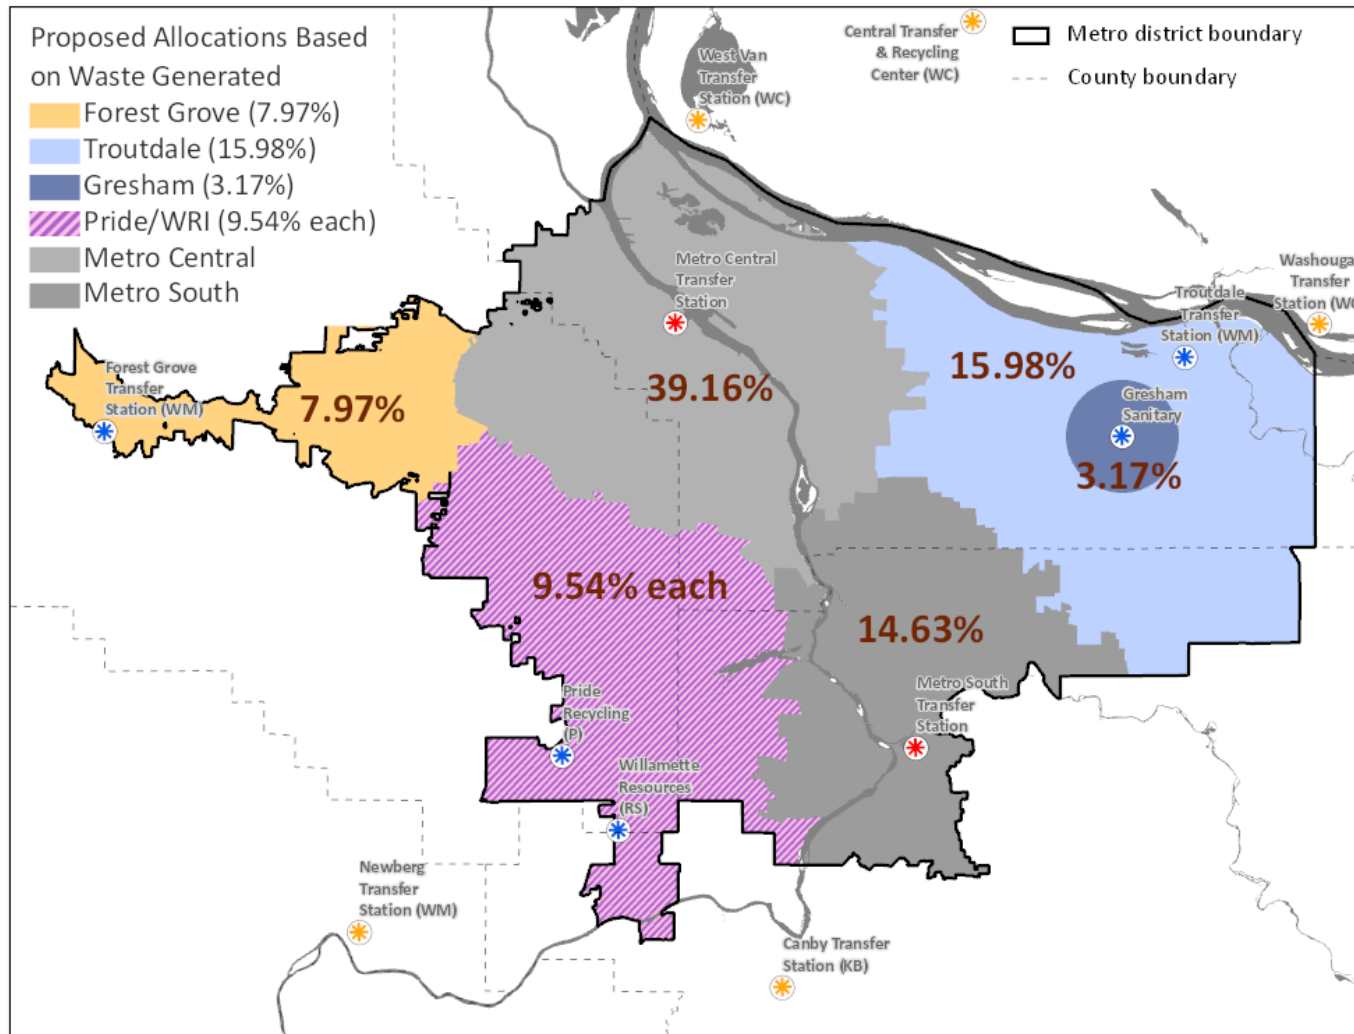 Proposed Allocations Based
on Waste Generated
Forest Grove (7.97%)
Troutdale (15.98%)
Gresham (3.17%)
Pride/WRI (9.54% each)
Metro Central
Metro South
West Van
Transfer
Station (WC)
Central Transfer
& Recycling
Center (WC)
Metro district boundary
County boundary
Metro Central
Transfer
Station
Washougal
Transfer
Station (WC)
Troutdale
Transfer
Station (WM)
Forest Grove
Transfer
Station (WM)
7.97%
39.16%
15.98%
Gresham
Sanitary
3.17%
9.54% each
14.63%
Metro South
Transfer
Station
Pride
Recycling
(P)
Willamette
Resources
(RS)
Newberg
Transfer
Station (WM)
Canby Transfer
Station (KB)